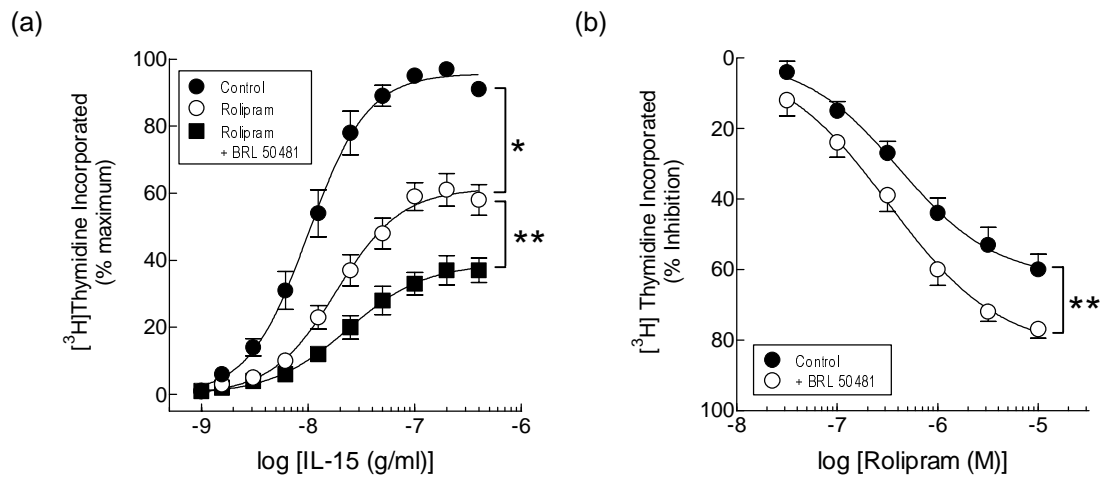 (a)
[³H]Thymidine Incorporated
(% maximum)
100
80
60
40
20
0
Control
Rolipram
Rolipram
+ BRL 50481
*
**
-9
-8
-7
-6
log [IL-15 (g/ml)]
(b)
[³H] Thymidine Incorporated
(% Inhibition)
0
20
40
60
80
100
Control
+ BRL 50481
**
-8
-7
-6
-5
log [Rolipram (M)]